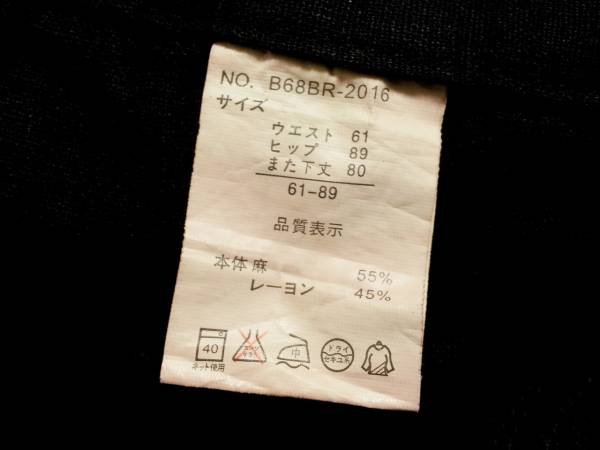 NO. B68BR-2016
サイズ
ウエスト 61
ヒップ 89
また下丈 80
61-89
品質表示
本体 麻 55%
レーヨン 45%
40 中 ドライ セキユ系
ネット使用